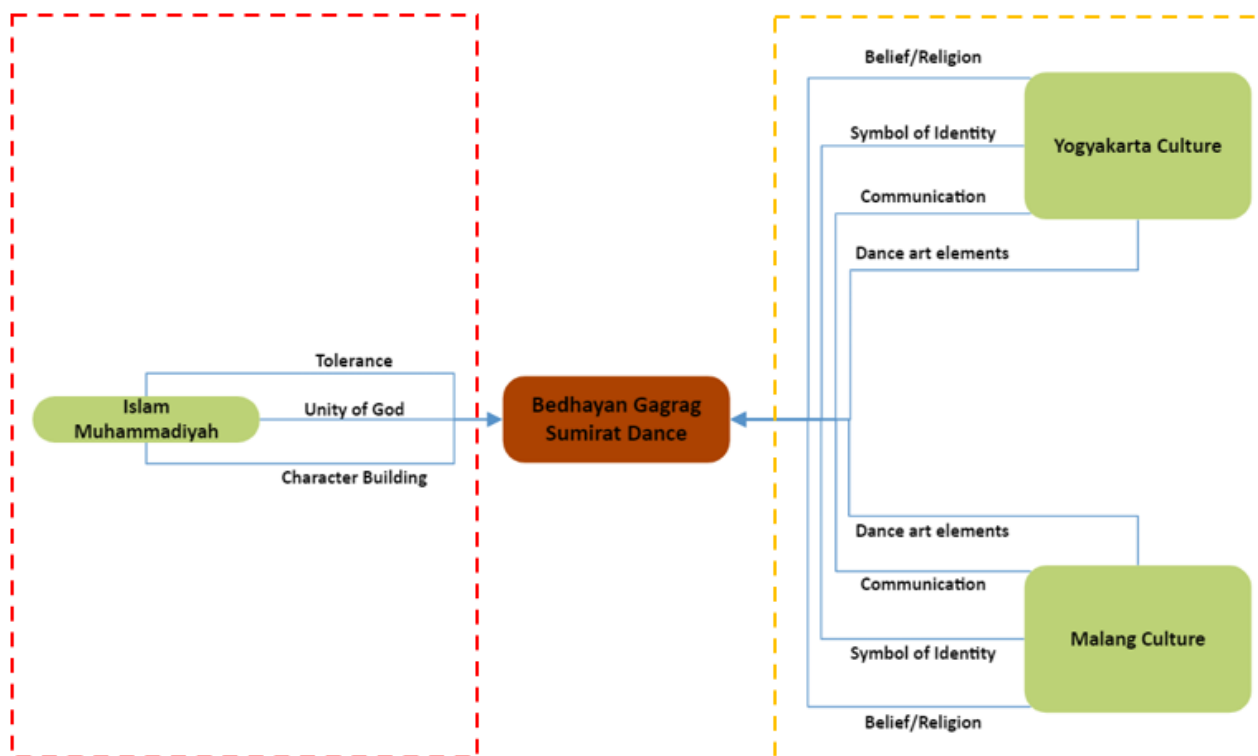 Belief/Religion
Symbol of Identity
Yogyakarta Culture
Communication
Dance art elements
Tolerance
Islam
Muhammadiyah
Unity of God
Character Building
Bedhayan Gagrag
Sumirat Dance
Dance art elements
Communication
Malang Culture
Symbol of Identity
Belief/Religion